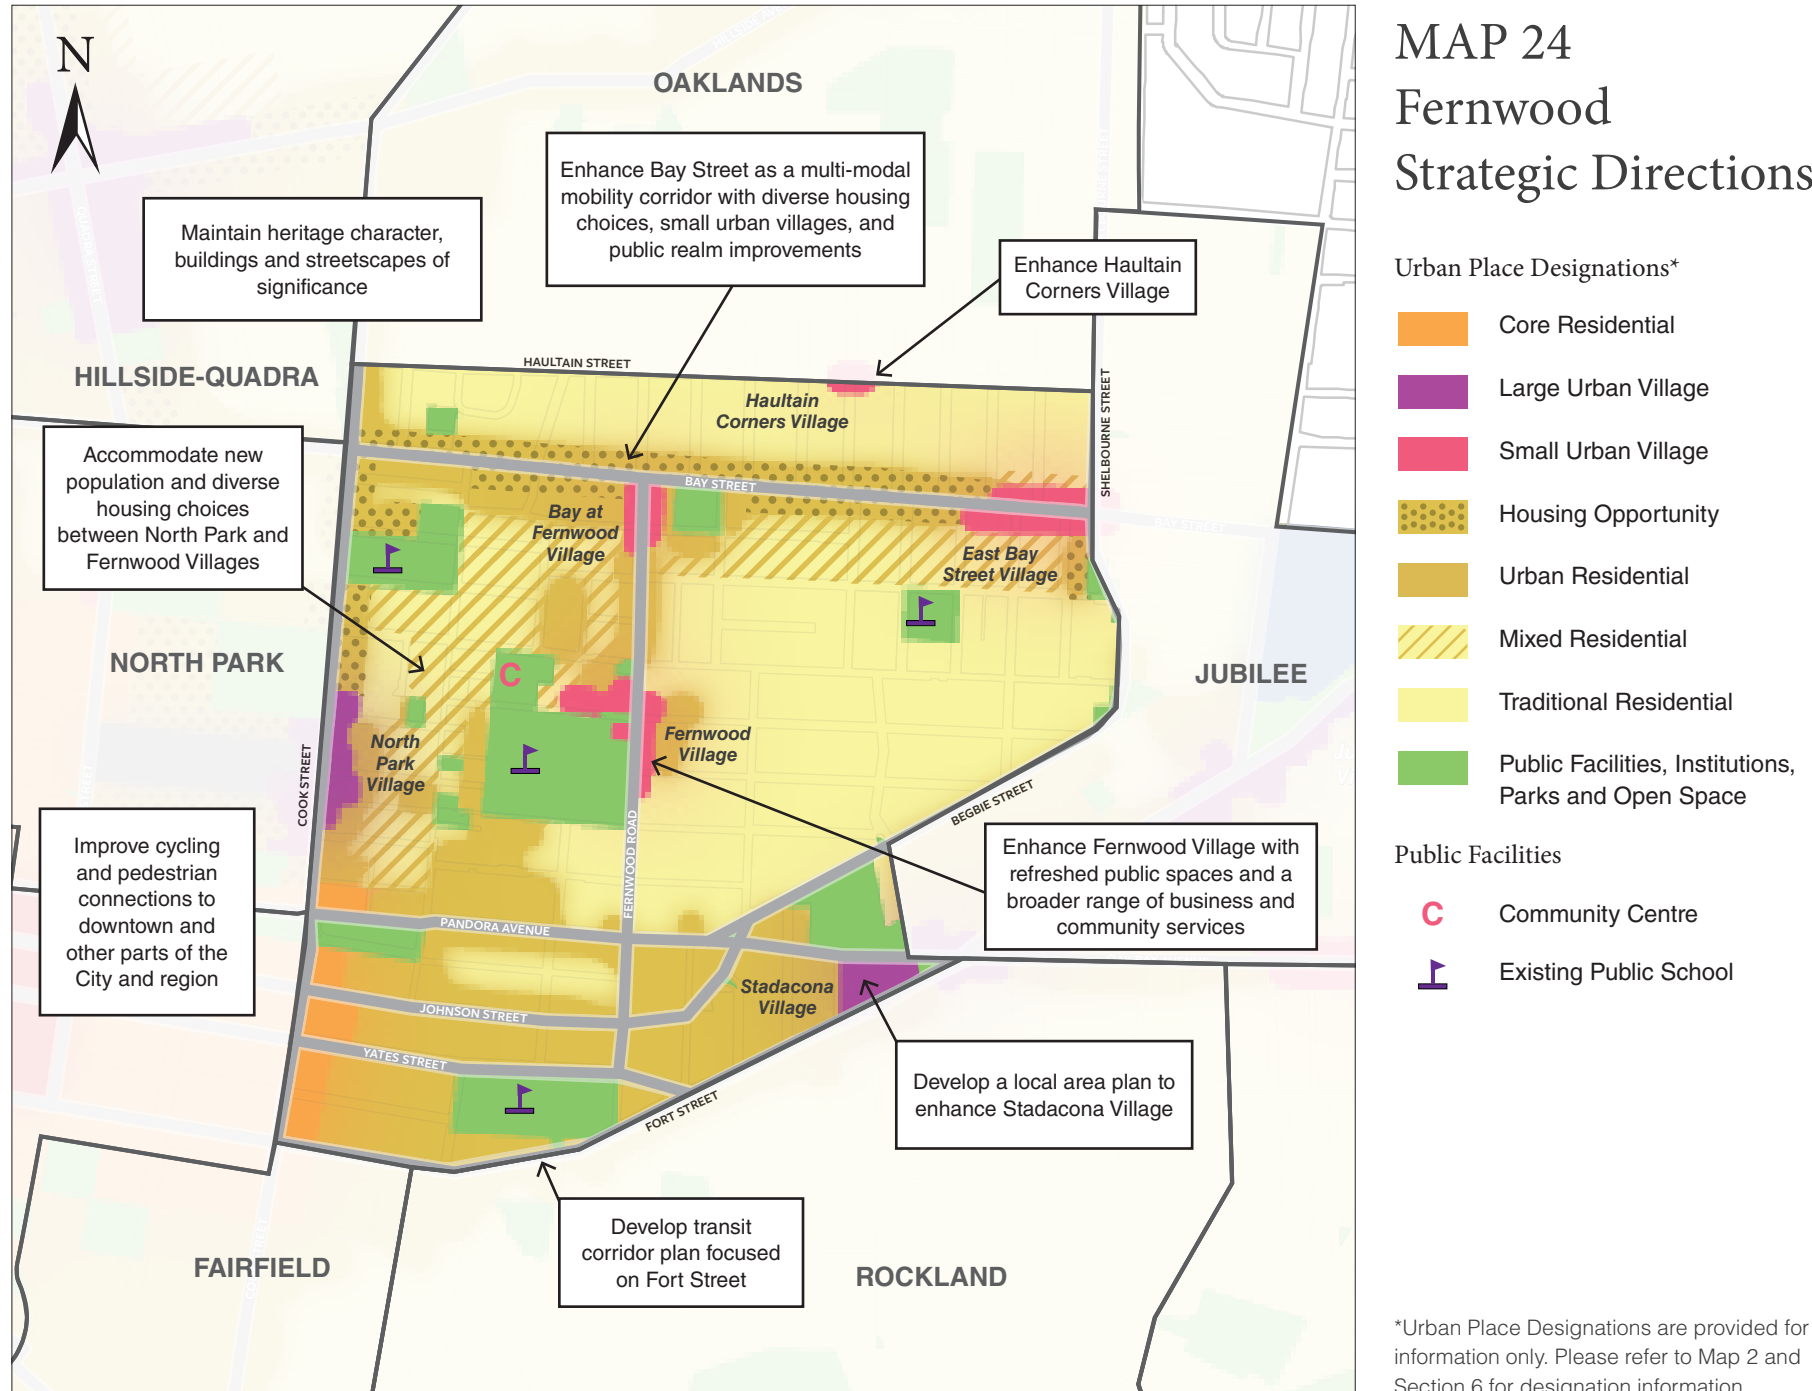 MAP 24
Fernwood
Strategic Directions
Urban Place Designations*
Core Residential
Large Urban Village
Small Urban Village
Housing Opportunity
Urban Residential
Mixed Residential
Traditional Residential
Public Facilities, Institutions,
Parks and Open Space
Public Facilities
C
Community Centre
Existing Public School
*Urban Place Designations are provided for
information only. Please refer to Map 2 and
Section 6 for designation information.
N
OAKLANDS
Enhance Bay Street as a multi-modal
mobility corridor with diverse housing
choices, small urban villages, and
public realm improvements
Maintain heritage character,
buildings and streetscapes of
significance
Enhance Haultain
Corners Village
HILLSIDE-QUADRA
QUADRA STREET
HAULTAIN STREET
Haultain
Corners Village
SHELBOURNE STREET
Accommodate new
population and diverse
housing choices
between North Park and
Fernwood Villages
BAY STREET
BAY STREET
Bay at
Fernwood
Village
East Bay
Street Village
NORTH PARK
C
JUBILEE
North
Park
Village
Fernwood
Village
COOK STREET
FERNWOOD ROAD
BEGBIE STREET
Improve cycling
and pedestrian
connections to
downtown and
other parts of the
City and region
Enhance Fernwood Village with
refreshed public spaces and a
broader range of business and
community services
PANDORA AVENUE
Stadacona
Village
JOHNSON STREET
YATES STREET
FORT STREET
Develop a local area plan to
enhance Stadacona Village
Develop transit
corridor plan focused
on Fort Street
FAIRFIELD
ROCKLAND